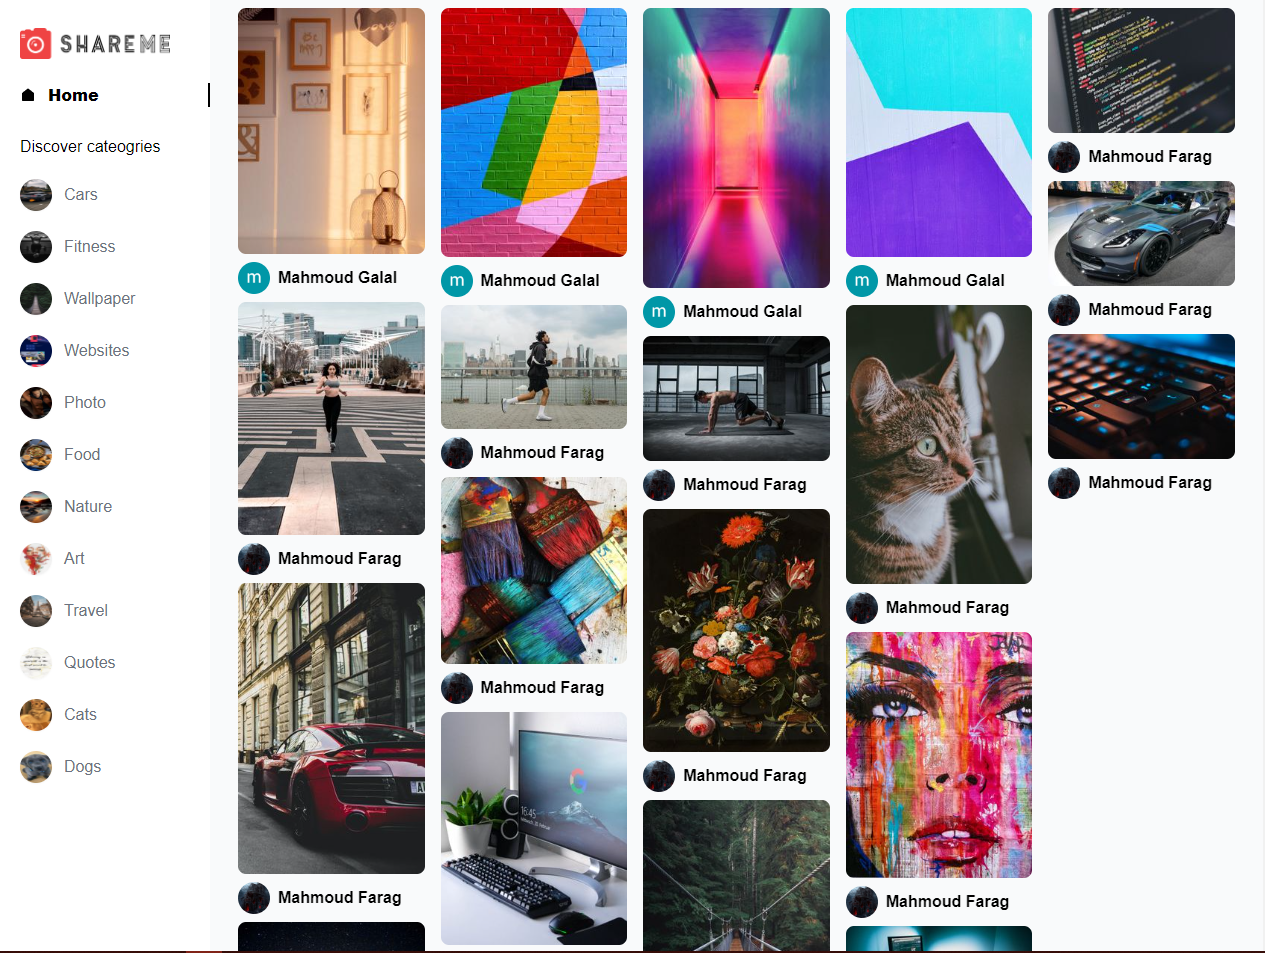 SHAREME
Home
Discover cateogries
Cars
Fitness
Wallpaper
Websites
Photo
Food
Nature
Art
Travel
Quotes
Cats
Dogs
m Mahmoud Galal
Mahmoud Farag
Mahmoud Farag
m Mahmoud Galal
Mahmoud Farag
Mahmoud Farag
16:45
m Mahmoud Galal
Mahmoud Farag
Mahmoud Farag
m Mahmoud Galal
Mahmoud Farag
Mahmoud Farag
Mahmoud Farag
Mahmoud Farag
Mahmoud Farag